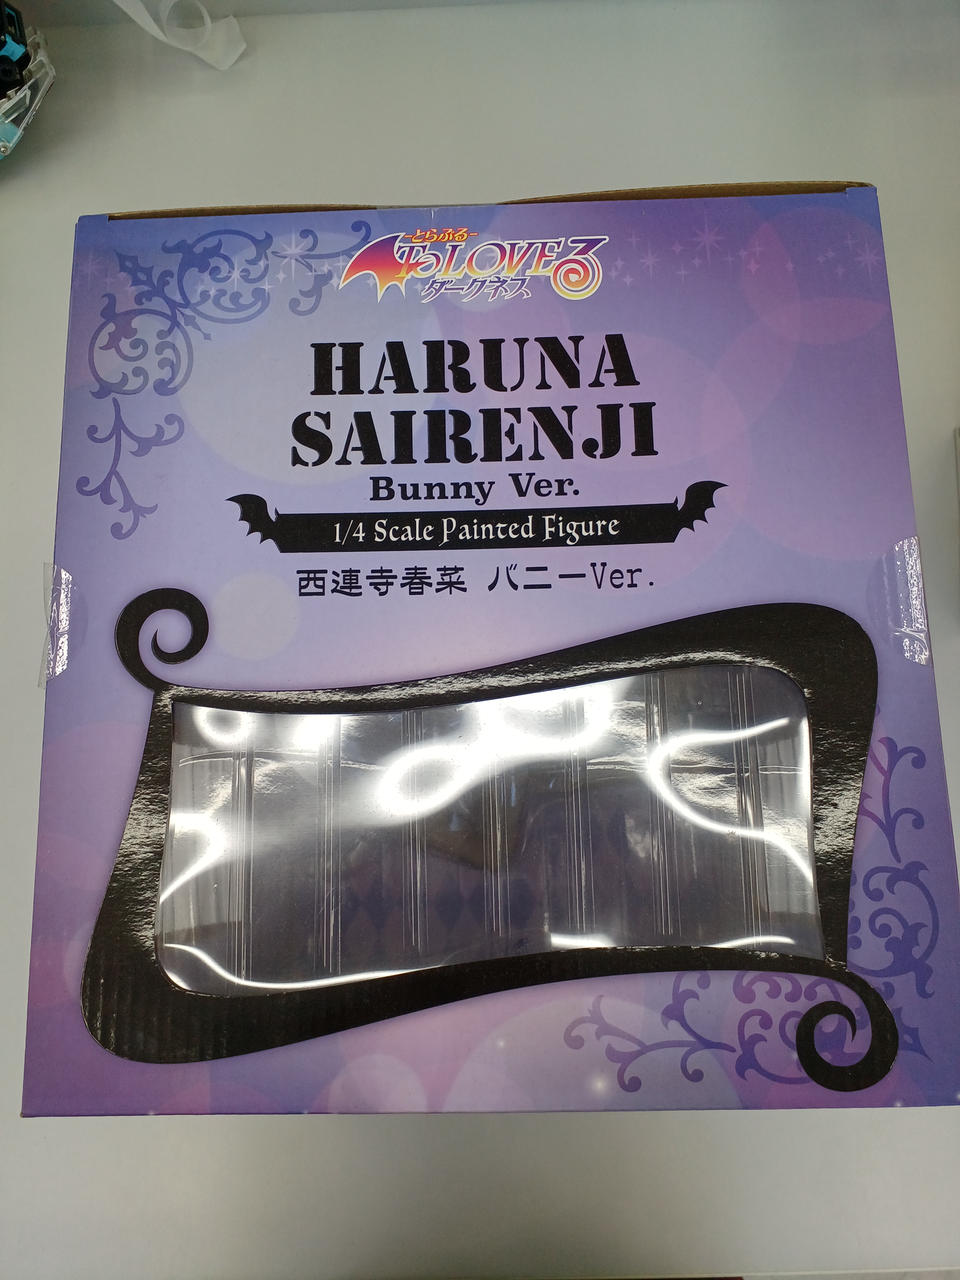 -とらぶる-
To LOVEる
ダークネス
HARUNA
SAIRENJI
Bunny Ver.
1/4 Scale Painted Figure
西連寺春菜 バニーVer.